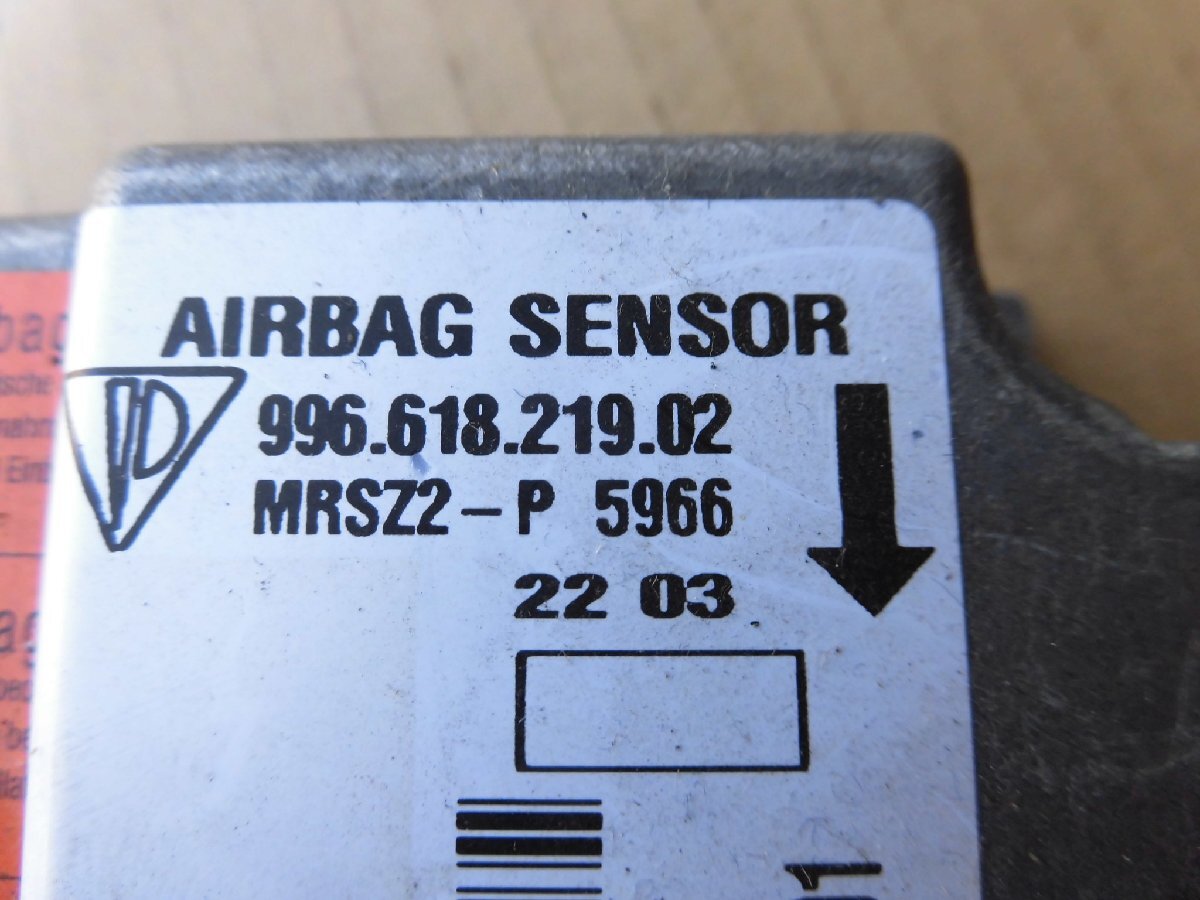 AIRBAG SENSOR
996.618.219.02
MRSZ2-P 5966
22 03